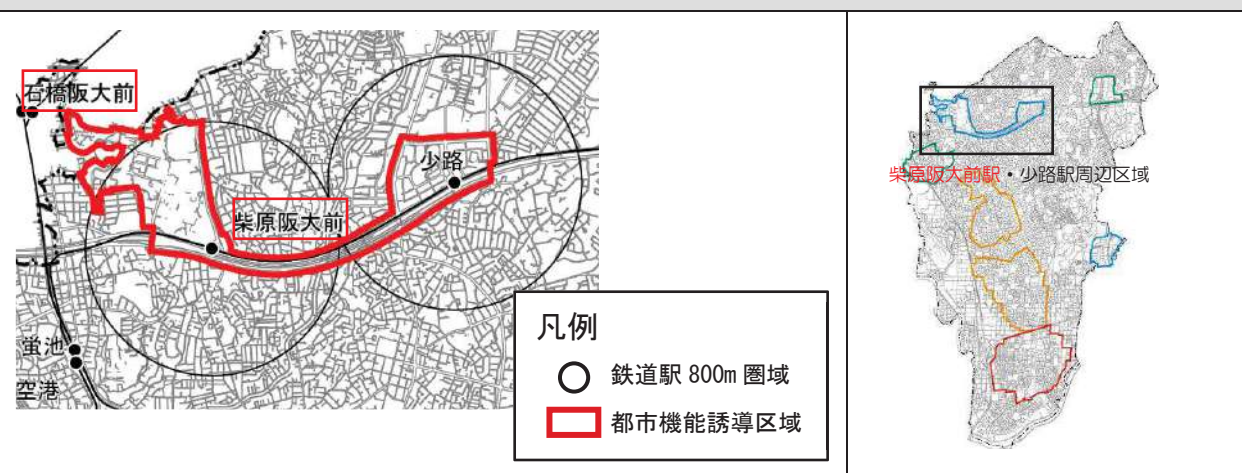 石橋阪大前
少路
柴原阪大前
蛍池
空港
凡例
鉄道駅 800m 圏域
都市機能誘導区域
柴原阪大前駅・少路駅周辺区域